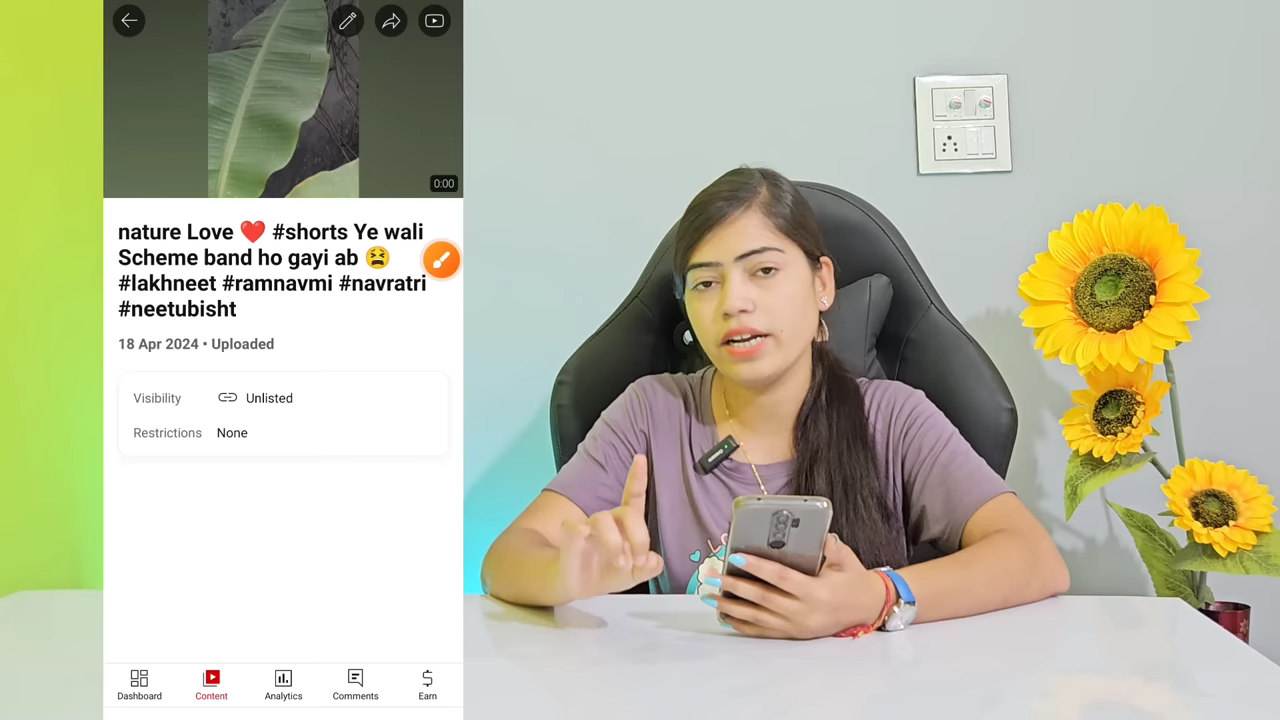 0:00
nature Love ❤️ #shorts Ye wali
Scheme band ho gayi ab 😫
#lakhneet #ramnavmi #navratri
#neetubisht
18 Apr 2024 • Uploaded
Visibility Unlisted
Restrictions None
Dashboard Content Analytics Comments Earn